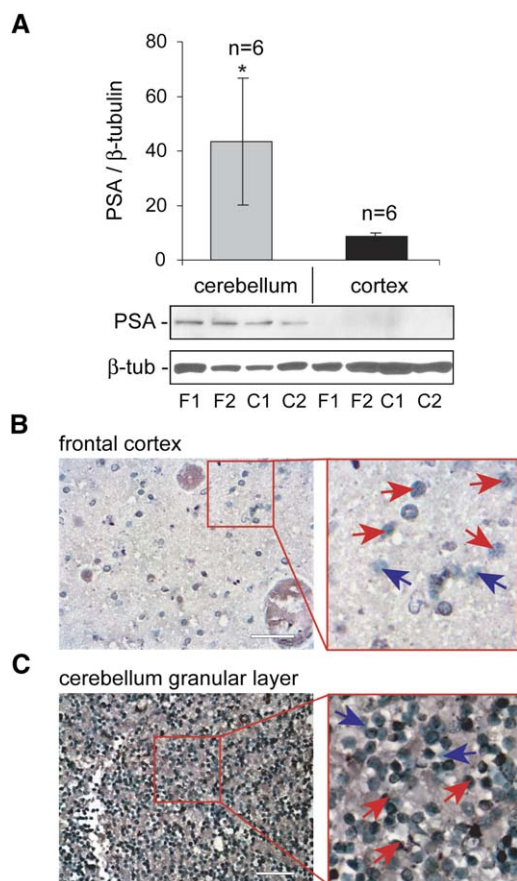 A
n=6
*
80
60
40
20
0
PSA / β-tubulin
n=6
cerebellum cortex
PSA -
β-tub -
F1 F2 C1 C2 F1 F2 C1 C2
B
frontal cortex
C
cerebellum granular layer